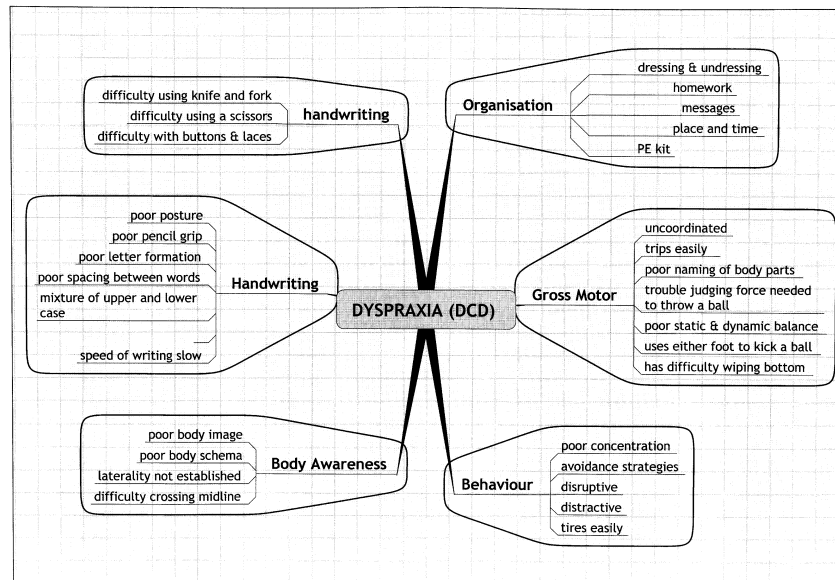 difficulty using knife and fork
difficulty using a scissors
difficulty with buttons & laces
handwriting
Organisation
dressing & undressing
homework
messages
place and time
PE kit
poor posture
poor pencil grip
poor letter formation
poor spacing between words
mixture of upper and lower
case
speed of writing slow
Handwriting
DYSPRAXIA (DCD)
Gross Motor
uncoordinated
trips easily
poor naming of body parts
trouble judging force needed
to throw a ball
poor static & dynamic balance
uses either foot to kick a ball
has difficulty wiping bottom
poor body image
poor body schema
laterality not established
difficulty crossing midline
Body Awareness
Behaviour
poor concentration
avoidance strategies
disruptive
distractive
tires easily